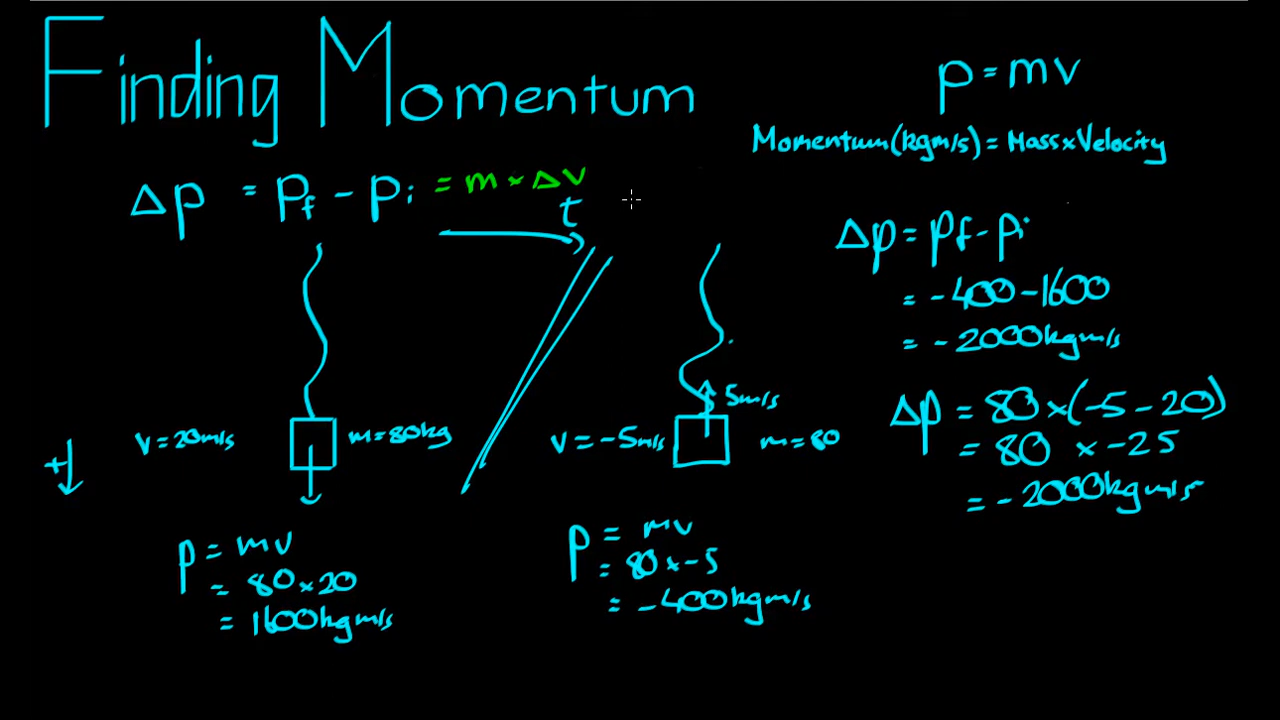 Finding Momentum
p = mv
Momentum(kgm/s) = Mass x Velocity
Δp = pf - pi = m × Δv
t
Δp = pf - pi
= -400 - 1600
= -2000kgm/s
5m/s
v = 20m/s
m = 80kg
v = -5m/s
m = 80
+
Δp = 80 × (-5 - 20)
= 80 × -25
= -2000kgm/s
p = mv
= 80 × 20
= 1600kgm/s
p = mv
= 80 × -5
= -400kgm/s